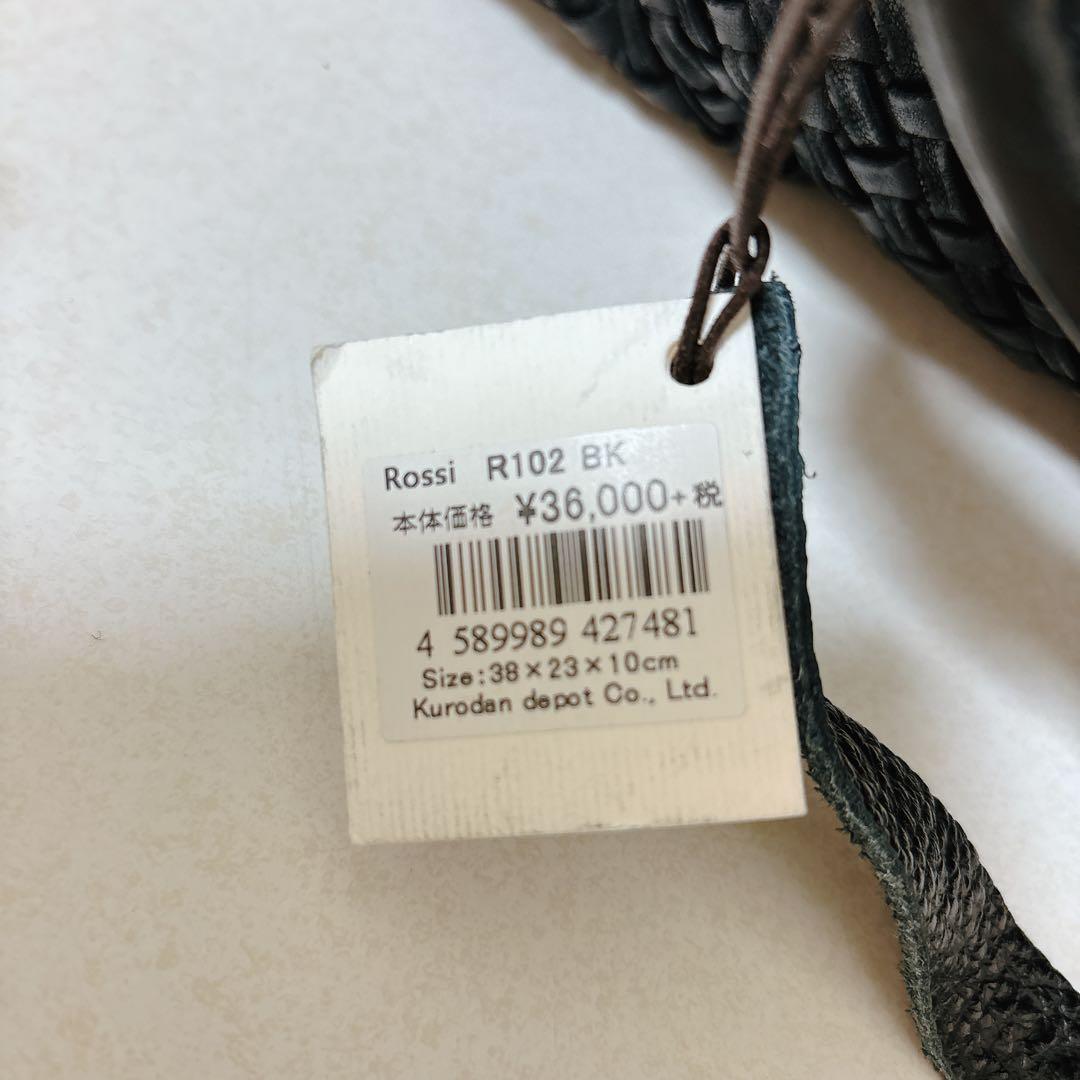 Rossi R102 BK
本体価格 ¥36,000+税
4 589989 427481
Size:38×23×10cm
Kurodan depot Co., Ltd.